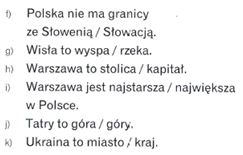 f) Polska nie ma granicy
ze Słowenią / Słowacją.
g) Wisła to wyspa / rzeka.
h) Warszawa to stolica / kapitał.
i) Warszawa jest najstarsza / największa
w Polsce.
j) Tatry to góra / góry.
k) Ukraina to miasto / kraj.